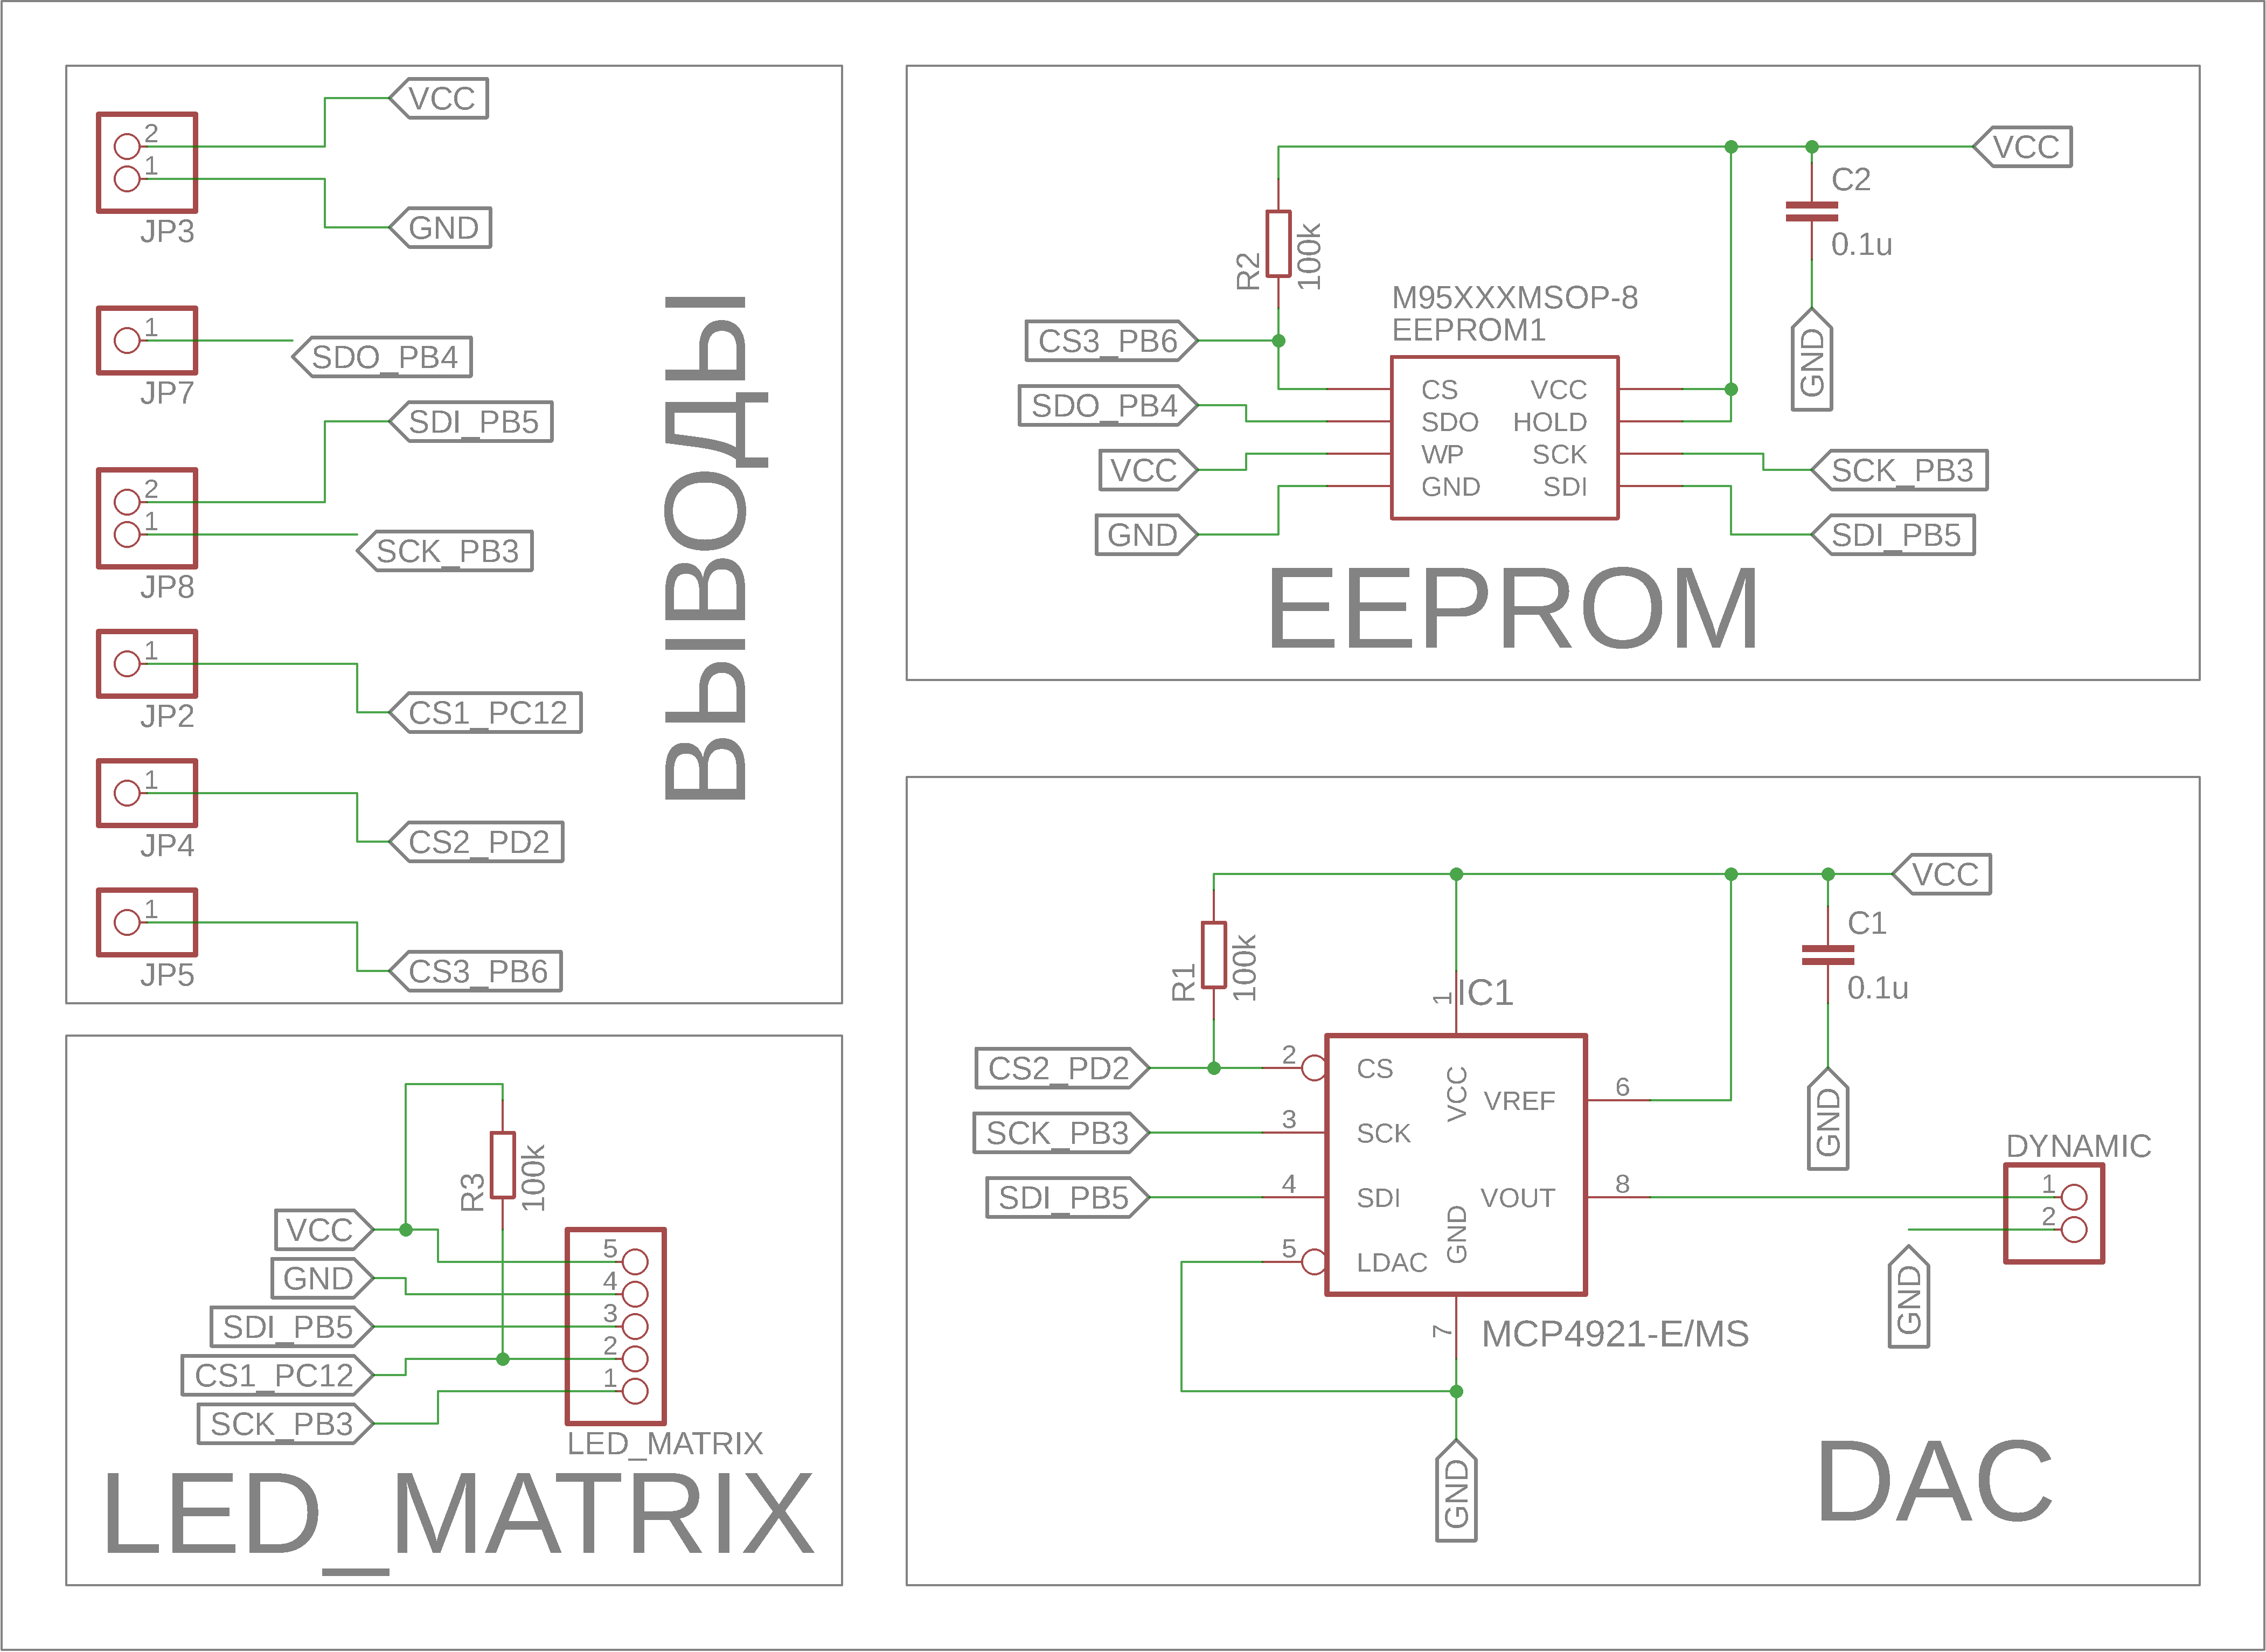 VCC
2
1
JP3
GND
1
JP7
SDO_PB4
SDI_PB5
2
1
JP8
SCK_PB3
1
JP2
CS1_PC12
1
JP4
CS2_PD2
1
JP5
CS3_PB6
ВЫВОДЫ
R3
100k
VCC
GND
SDI_PB5
CS1_PC12
SCK_PB3
5
4
3
2
1
LED_MATRIX
LED_MATRIX
VCC
C2
0.1u
GND
R2
100k
M95XXXMSOP-8
EEPROM1
CS3_PB6
SDO_PB4
VCC
GND
CS VCC
SDO HOLD
WP SCK
GND SDI
SCK_PB3
SDI_PB5
EEPROM
VCC
C1
0.1u
GND
R1
100k
1
IC1
CS2_PD2
SCK_PB3
SDI_PB5
2
3
4
5
CS
SCK
SDI
LDAC
VCC
GND
VREF
VOUT
6
8
7
MCP4921-E/MS
GND
DYNAMIC
1
2
GND
DAC